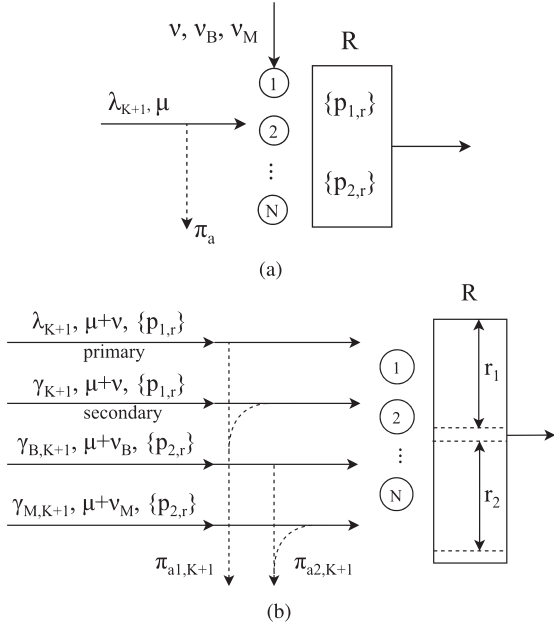 ν, ν_B, ν_M
R
1
{p_{1,r}}
λ_{K+1}, μ
2
⋮
{p_{2,r}}
N
π_a
(a)
R
λ_{K+1}, μ+ν, {p_{1,r}}
primary
1
r_1
γ_{K+1}, μ+ν, {p_{1,r}}
secondary
2
γ_{B,K+1}, μ+ν_B, {p_{2,r}}
⋮
N
r_2
γ_{M,K+1}, μ+ν_M, {p_{2,r}}
π_{a1,K+1}
π_{a2,K+1}
(b)